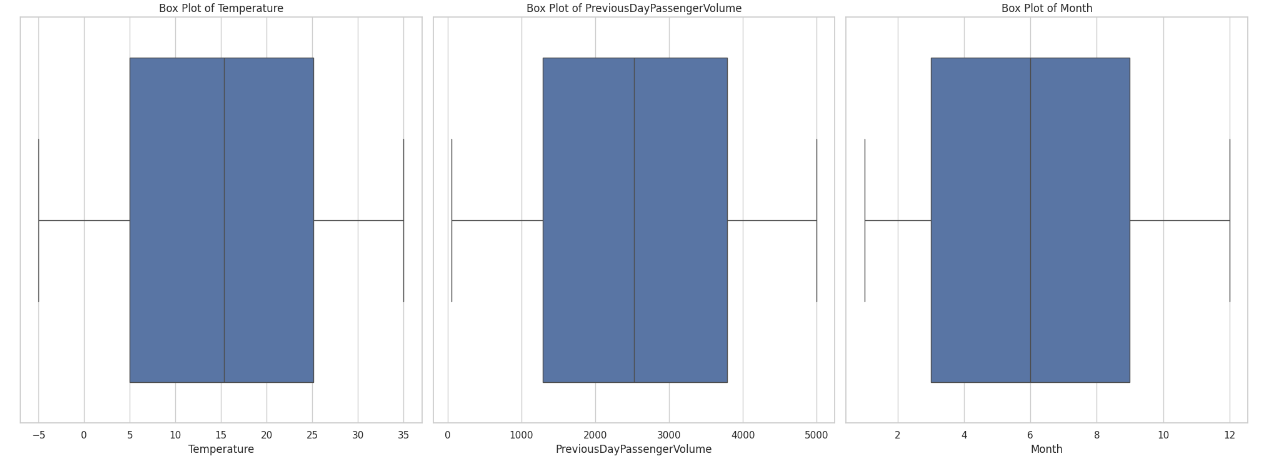 Box Plot of Temperature
Box Plot of PreviousDayPassengerVolume
Box Plot of Month
−5 0 5 10 15 20 25 30 35
0 1000 2000 3000 4000 5000
2 4 6 8 10 12
Temperature
PreviousDayPassengerVolume
Month